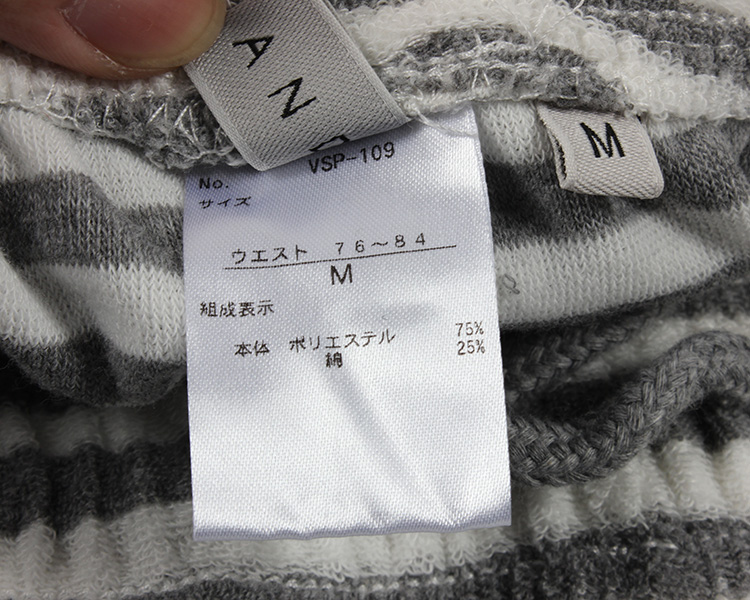 AN
M
No. VSP-109
サイズ
ウエスト 76~84
M
組成表示
本体 ポリエステル 75%
綿 25%